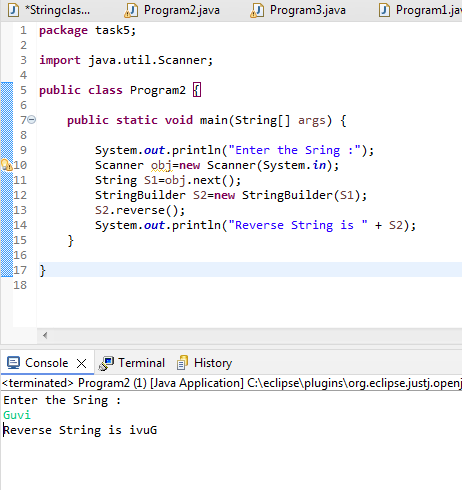 *Stringclas... Program2.java Program3.java Program1.ja
1 package task5;
2
3 import java.util.Scanner;
4
5 public class Program2 {
6
7 public static void main(String[] args) {
8
9 System.out.println("Enter the Sring :");
10 Scanner obj=new Scanner(System.in);
11 String S1=obj.next();
12 StringBuilder S2=new StringBuilder(S1);
13 S2.reverse();
14 System.out.println("Reverse String is " + S2);
15 }
16
17 }
18
Console Terminal History
<terminated> Program2 (1) [Java Application] C:\eclipse\plugins\org.eclipse.justj.openj
Enter the Sring :
Guvi
Reverse String is ivuG